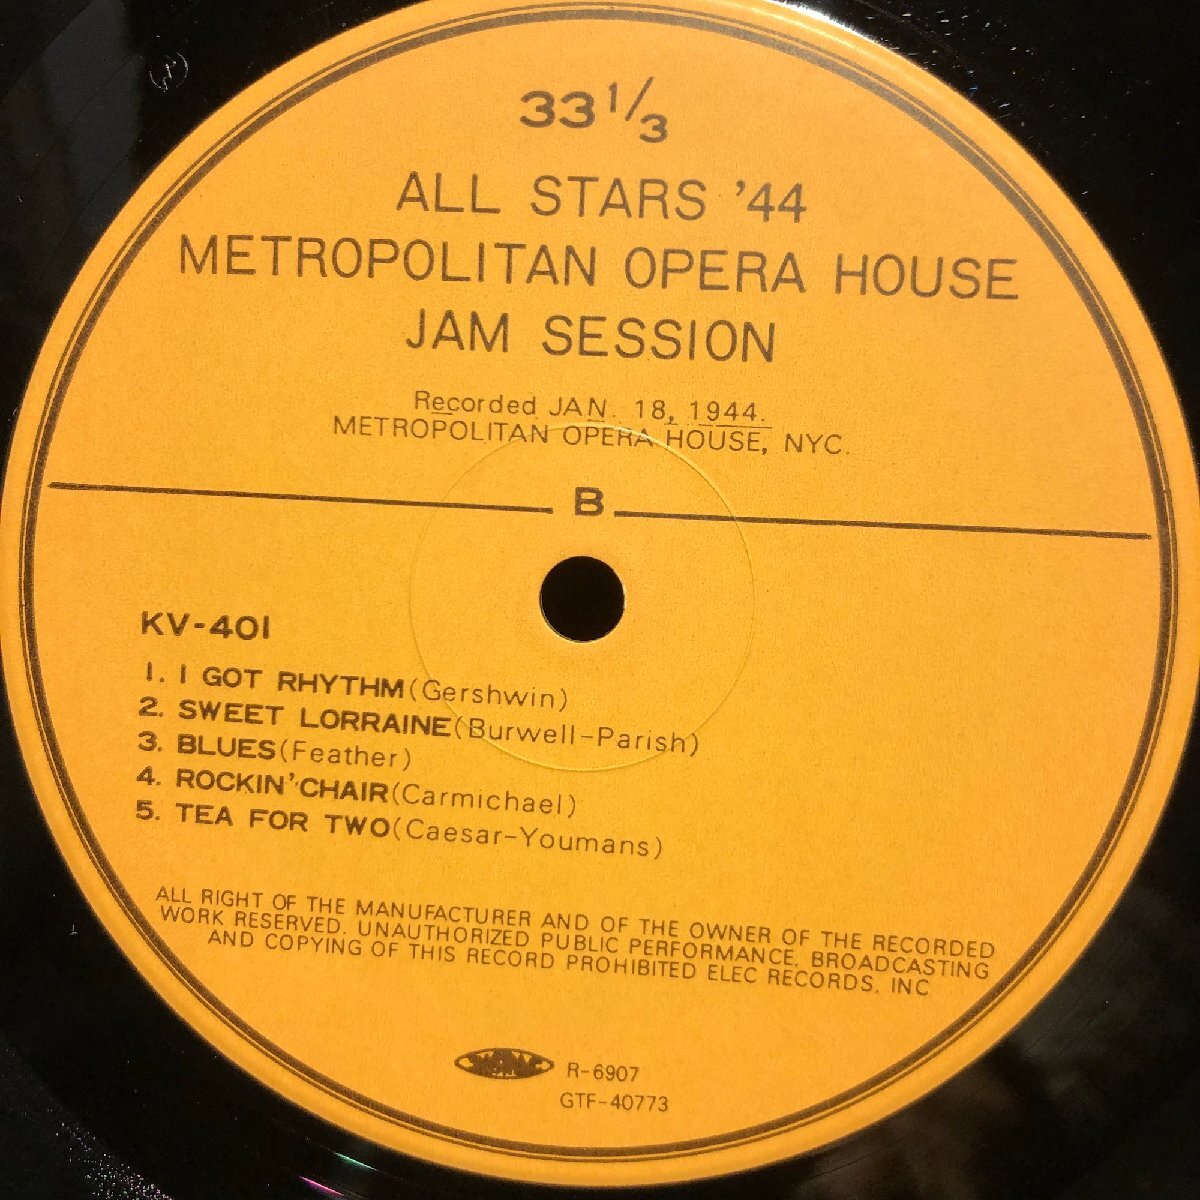 33 1/3
ALL STARS '44
METROPOLITAN OPERA HOUSE
JAM SESSION
Recorded JAN. 18, 1944.
METROPOLITAN OPERA HOUSE, NYC.
B
KV-401
1. I GOT RHYTHM(Gershwin)
2. SWEET LORRAINE(Burwell-Parish)
3. BLUES(Feather)
4. ROCKIN' CHAIR(Carmichael)
5. TEA FOR TWO(Caesar-Youmans)
ALL RIGHT OF THE MANUFACTURER AND OF THE OWNER OF THE RECORDED
WORK RESERVED. UNAUTHORIZED PUBLIC PERFORMANCE. BROADCASTING
AND COPYING OF THIS RECORD PROHIBITED ELEC RECORDS, INC
R-6907
GTF-40773